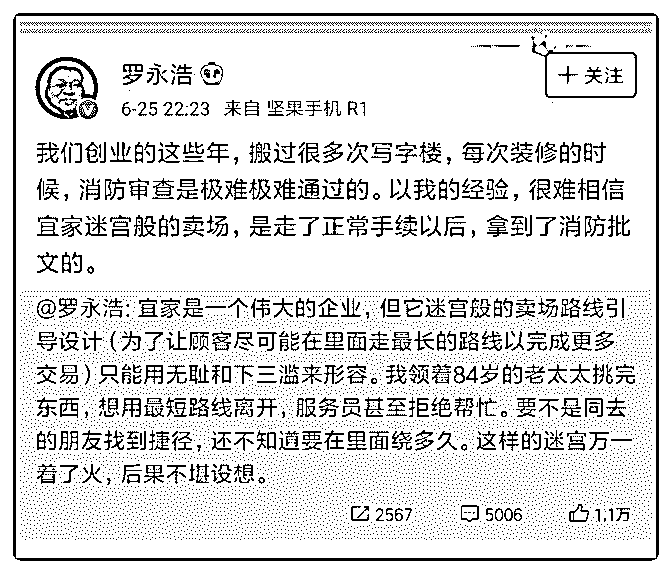 罗永浩
6-25 22:23 来自 坚果手机 R1
+ 关注
我们创业的这些年，搬过很多次写字楼，每次装修的时
候，消防审查是极难极难通过的。以我的经验，很难相信
宜家迷宫般的卖场，是走了正常手续以后，拿到了消防批
文的。
@罗永浩: 宜家是一个伟大的企业，但它迷宫般的卖场路线引
导设计（为了让顾客尽可能在里面走最长的路线以完成更多
交易）只能用无耻和下三滥来形容。我领着84岁的老太太挑完
东西，想用最短路线离开，服务员甚至拒绝帮忙。要不是同去
的朋友找到捷径，还不知道要在里面绕多久。这样的迷宫万一
着了火，后果不堪设想。
2567 5006 1.1万